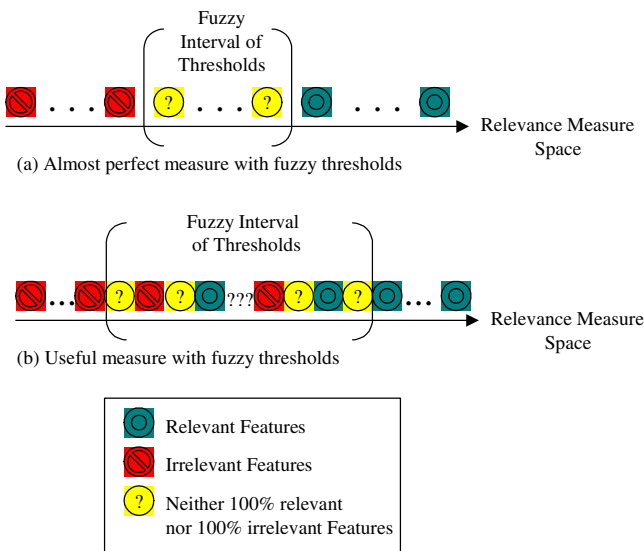 Fuzzy
Interval of
Thresholds
? . . . ?
. . .
. . .
Relevance Measure
Space
(a) Almost perfect measure with fuzzy thresholds
Fuzzy Interval
of Thresholds
... ? ? ??? ? ? ...
Relevance Measure
Space
(b) Useful measure with fuzzy thresholds
Relevant Features
Irrelevant Features
? Neither 100% relevant
nor 100% irrelevant Features